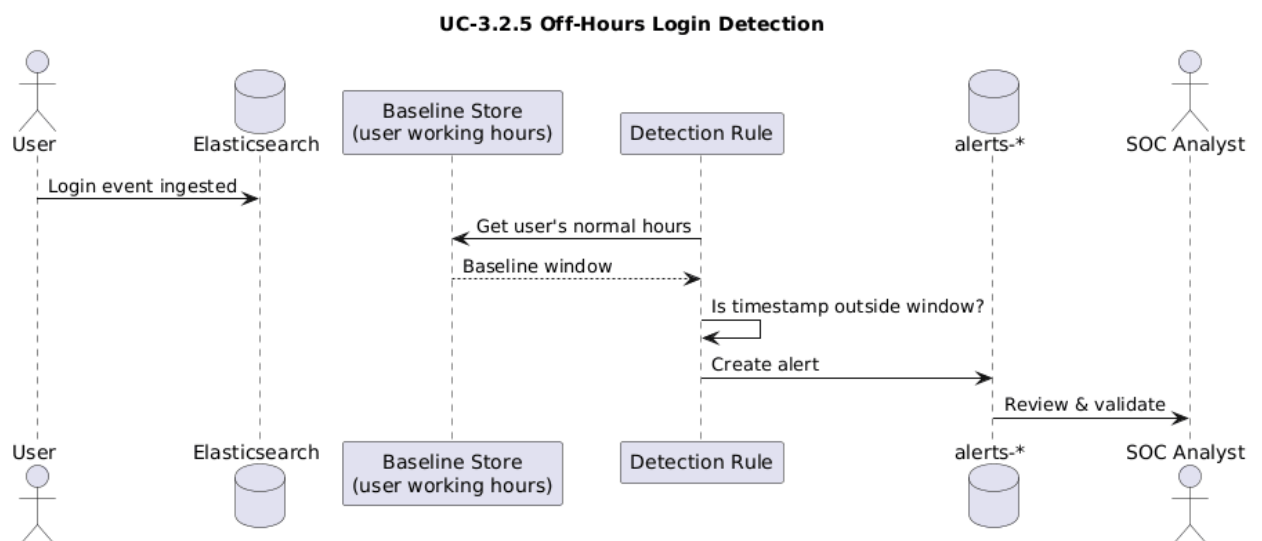 UC-3.2.5 Off-Hours Login Detection
User
Elasticsearch
Baseline Store
(user working hours)
Detection Rule
alerts-*
SOC Analyst
Login event ingested
Get user's normal hours
Baseline window
Is timestamp outside window?
Create alert
Review & validate
User
Elasticsearch
Baseline Store
(user working hours)
Detection Rule
alerts-*
SOC Analyst